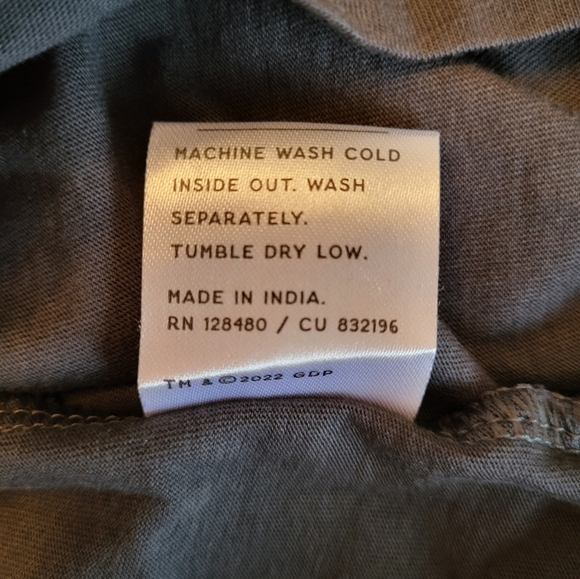 MACHINE WASH COLD
INSIDE OUT. WASH
SEPARATELY.
TUMBLE DRY LOW.
MADE IN INDIA.
RN 128480 / CU 832196
TM & ©2022 GDP